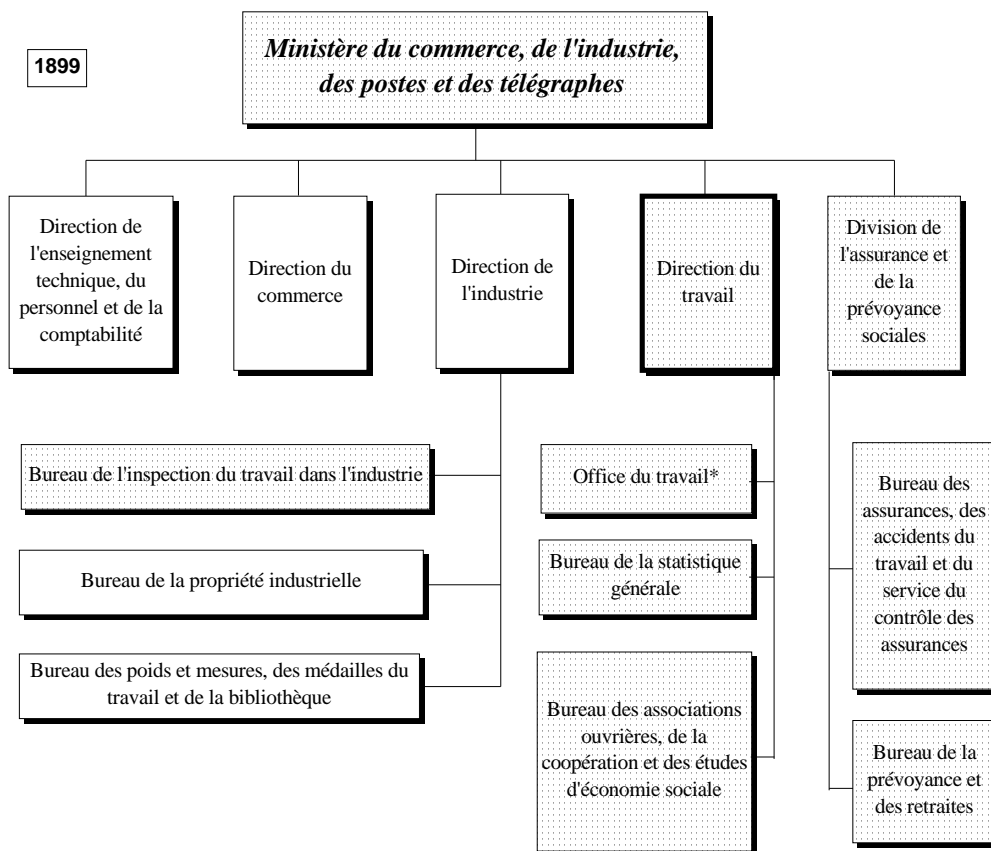 1899
Ministère du commerce, de l'industrie,
des postes et des télégraphes
Direction de
l'enseignement
technique, du
personnel et de la
comptabilité
Direction du
commerce
Direction de
l'industrie
Direction du
travail
Division de
l'assurance et
de la
prévoyance
sociales
Bureau de l'inspection du travail dans l'industrie
Bureau de la propriété industrielle
Bureau des poids et mesures, des médailles du
travail et de la bibliothèque
Office du travail*
Bureau de la statistique
générale
Bureau des associations
ouvrières, de la
coopération et des études
d'économie sociale
Bureau des
assurances, des
accidents du
travail et du
service du
contrôle des
assurances
Bureau de la
prévoyance et
des retraites